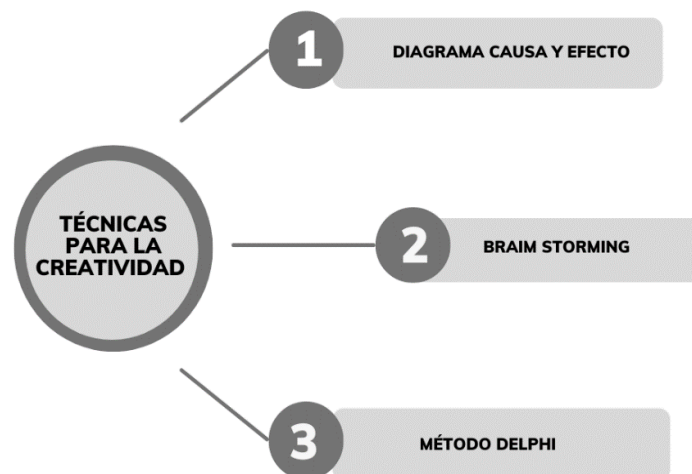 1
DIAGRAMA CAUSA Y EFECTO
TÉCNICAS
PARA LA
CREATIVIDAD
2
BRAIM STORMING
3
MÉTODO DELPHI